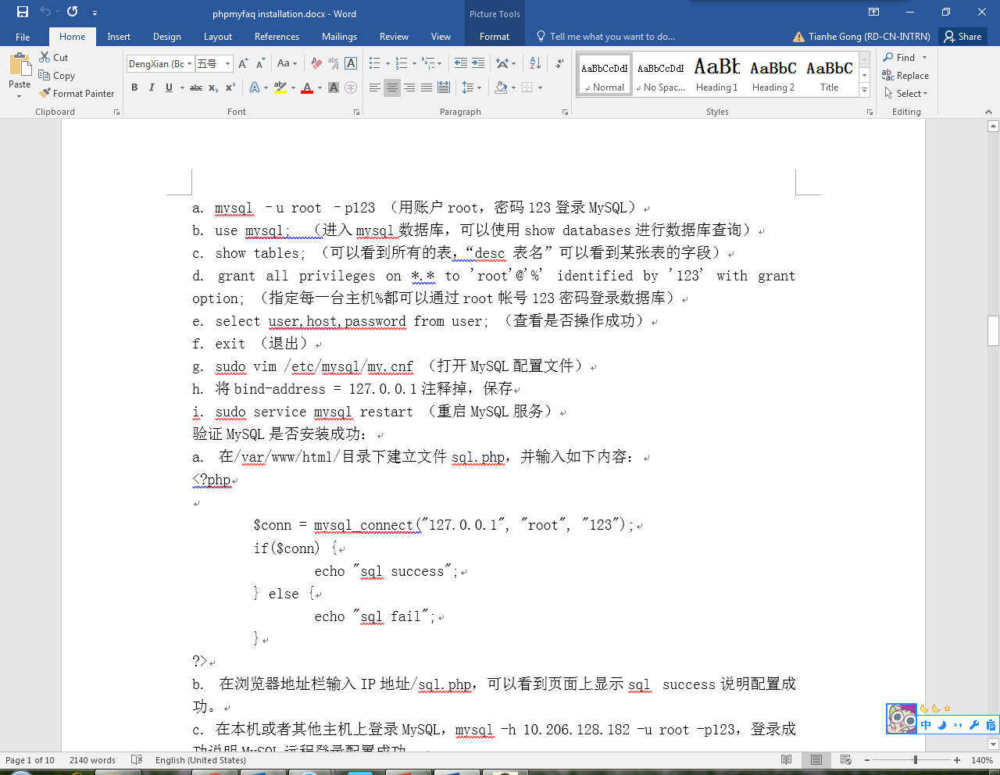 phpmyfaq installation.docx - Word
Picture Tools
File Home Insert Design Layout References Mailings Review View Format Tell me what you want to do... Tianhe Gong (RD-CN-INTRN) Share
Paste Cut Copy Format Painter
DengXian (Bc 五号
AaBbCcDdI AaBbCcDdI AaBb AaBbC AaBbC
Normal No Spac... Heading 1 Heading 2 Title
Find Replace Select
Clipboard Font Paragraph Styles Editing
a. mysql –u root –p123 （用账户 root，密码 123 登录 MySQL）
b. use mysql; （进入 mysql 数据库，可以使用 show databases 进行数据库查询）
c. show tables; （可以看到所有的表，“desc 表名”可以看到某张表的字段）
d. grant all privileges on *.* to 'root'@'%' identified by '123' with grant
option; （指定每一台主机%都可以通过 root 帐号 123 密码登录数据库）
e. select user,host,password from user; （查看是否操作成功）
f. exit （退出）
g. sudo vim /etc/mysql/my.cnf （打开 MySQL 配置文件）
h. 将 bind-address = 127.0.0.1 注释掉，保存
i. sudo service mysql restart （重启 MySQL 服务）
验证 MySQL 是否安装成功：
a. 在/var/www/html/目录下建立文件 sql.php，并输入如下内容：
<?php
$conn = mysql_connect("127.0.0.1", "root", "123");
if($conn) {
echo "sql success";
} else {
echo "sql fail";
}
?>
b. 在浏览器地址栏输入 IP 地址/sql.php，可以看到页面上显示 sql success 说明配置成
功。
c. 在本机或者其他主机上登录 MySQL，mysql -h 10.206.128.182 -u root -p123，登录成
功说明 MySQL 远程登录配置成功
中
Page 1 of 10 2140 words English (United States) 140%